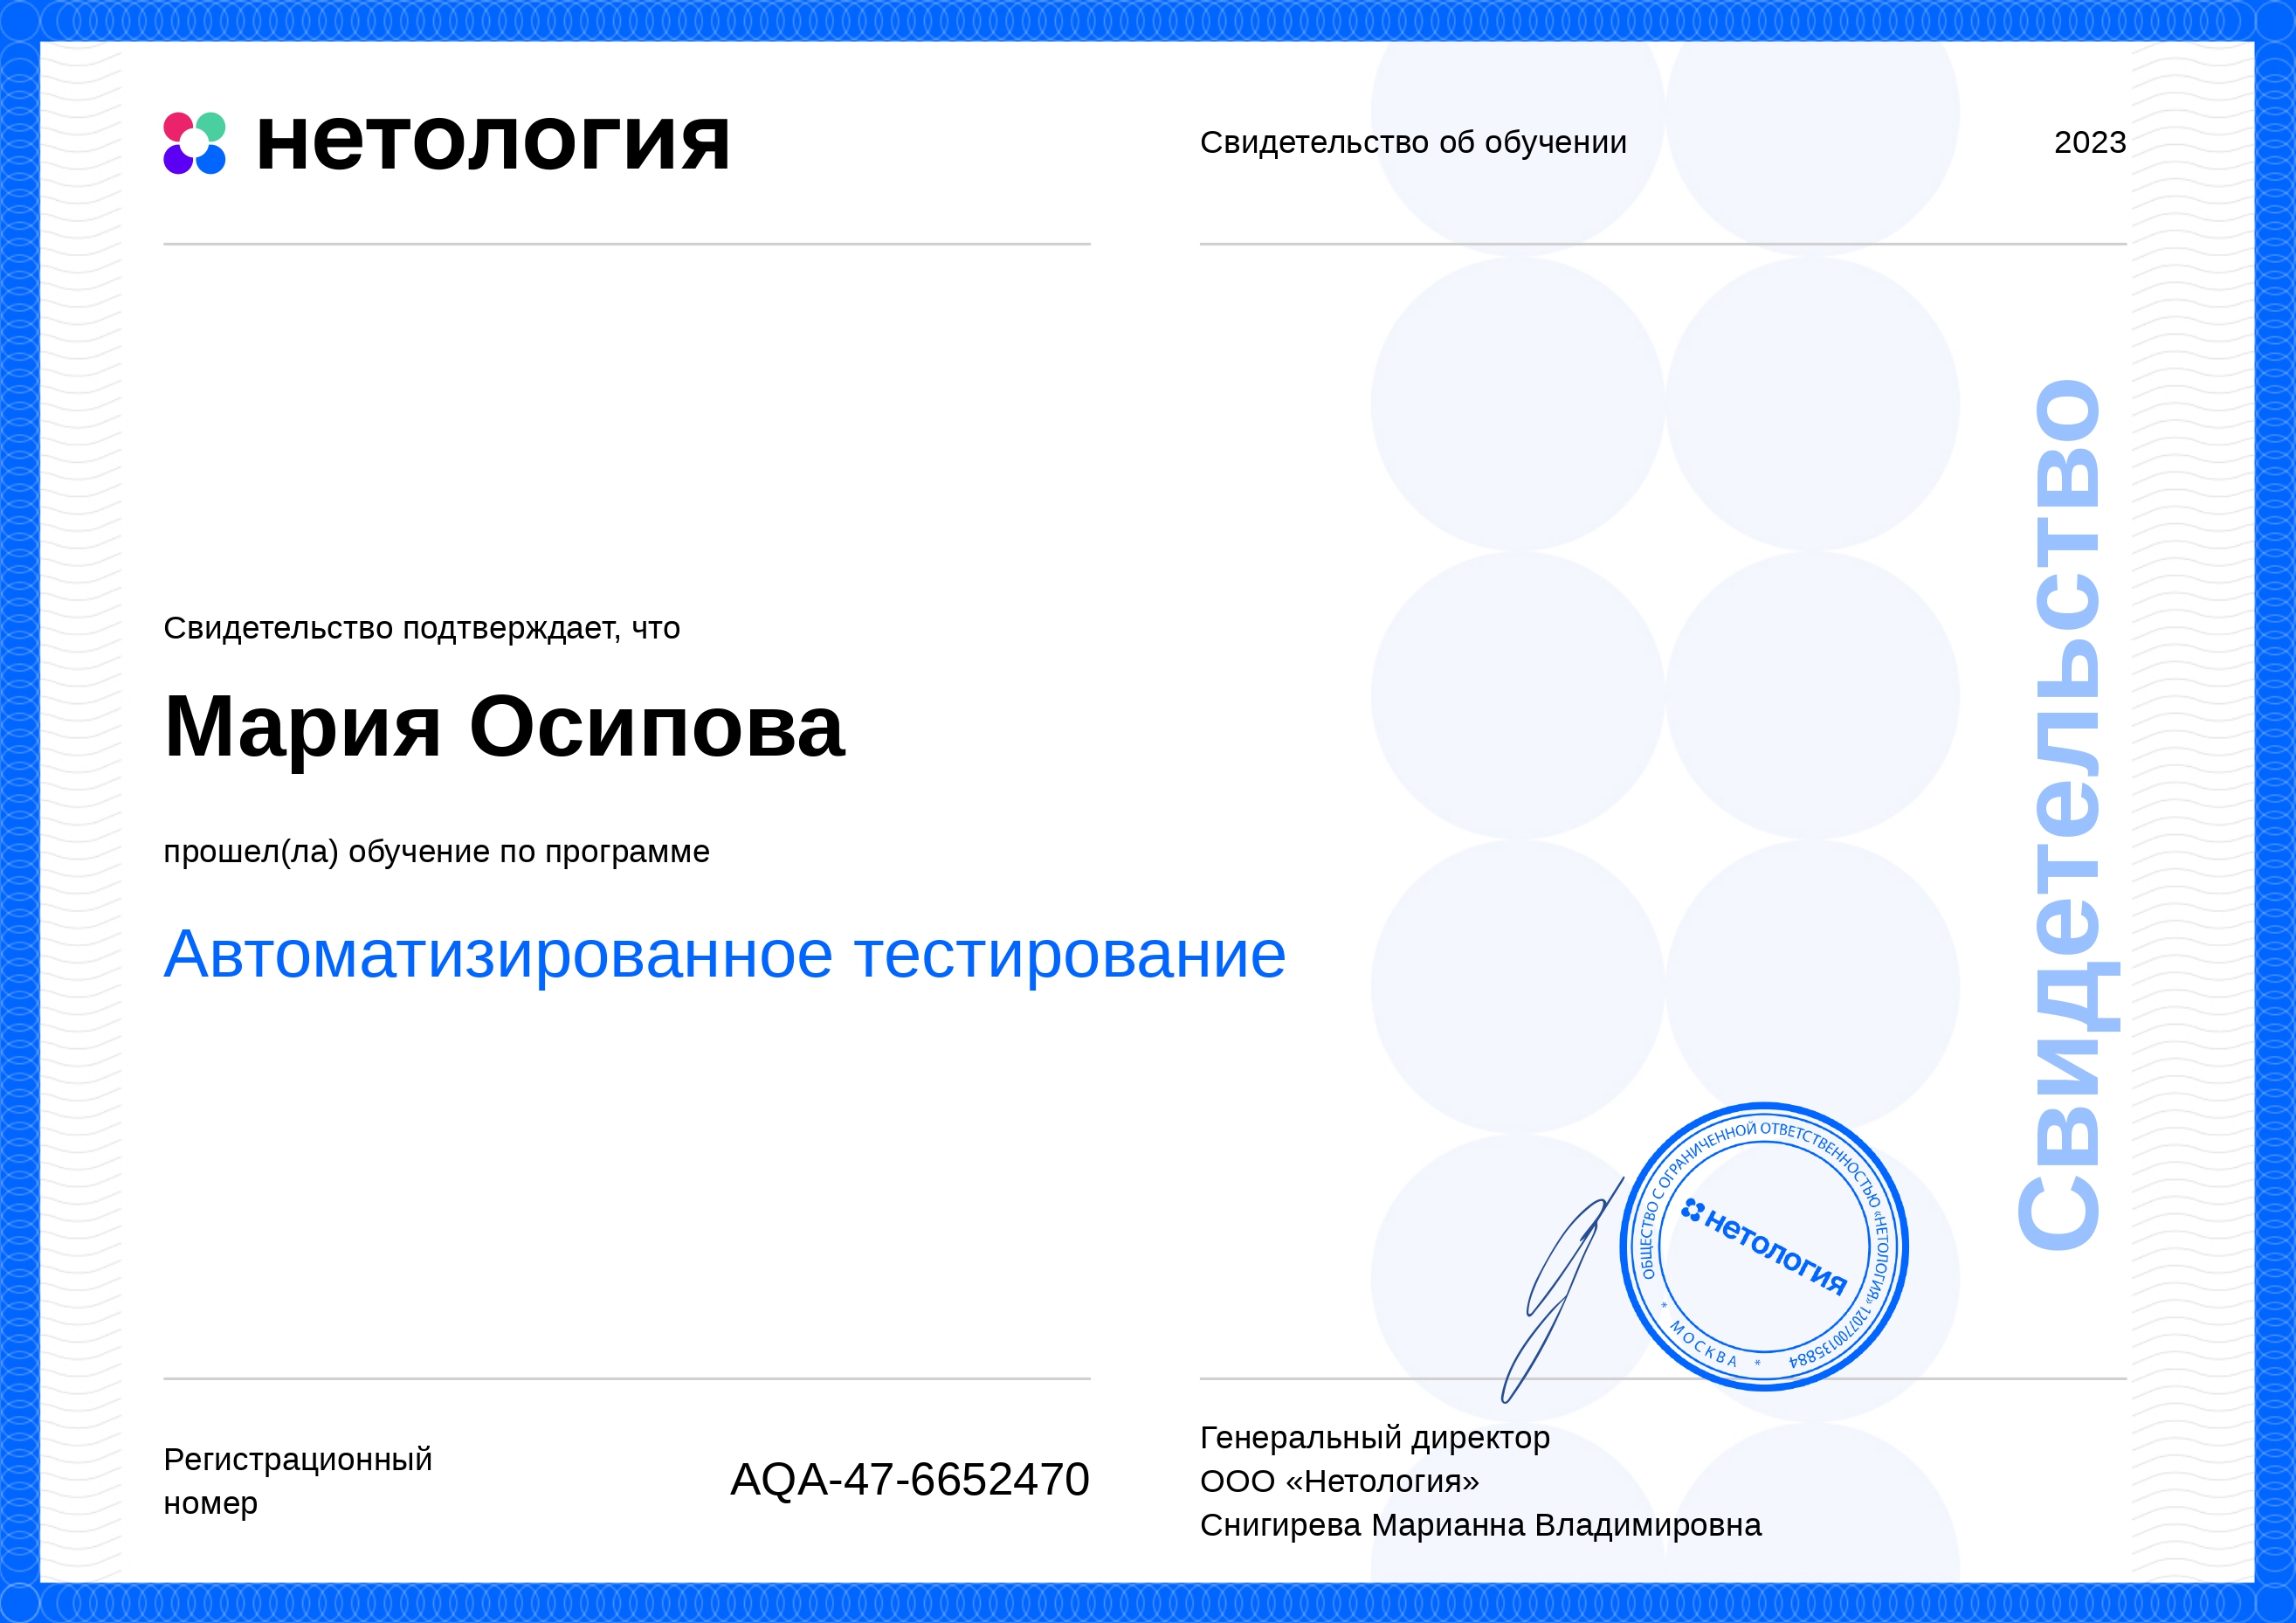 нетология
Свидетельство об обучении
2023
Свидетельство подтверждает, что
Мария Осипова
прошел(ла) обучение по программе
Автоматизированное тестирование
Свидетельство
ОБЩЕСТВО С ОГРАНИЧЕННОЙ ОТВЕТСТВЕННОСТЬЮ «НЕТОЛОГИЯ» 1207700135884
* МОСКВА *
нетология
Регистрационный
номер
AQA-47-6652470
Генеральный директор
ООО «Нетология»
Снигирева Марианна Владимировна